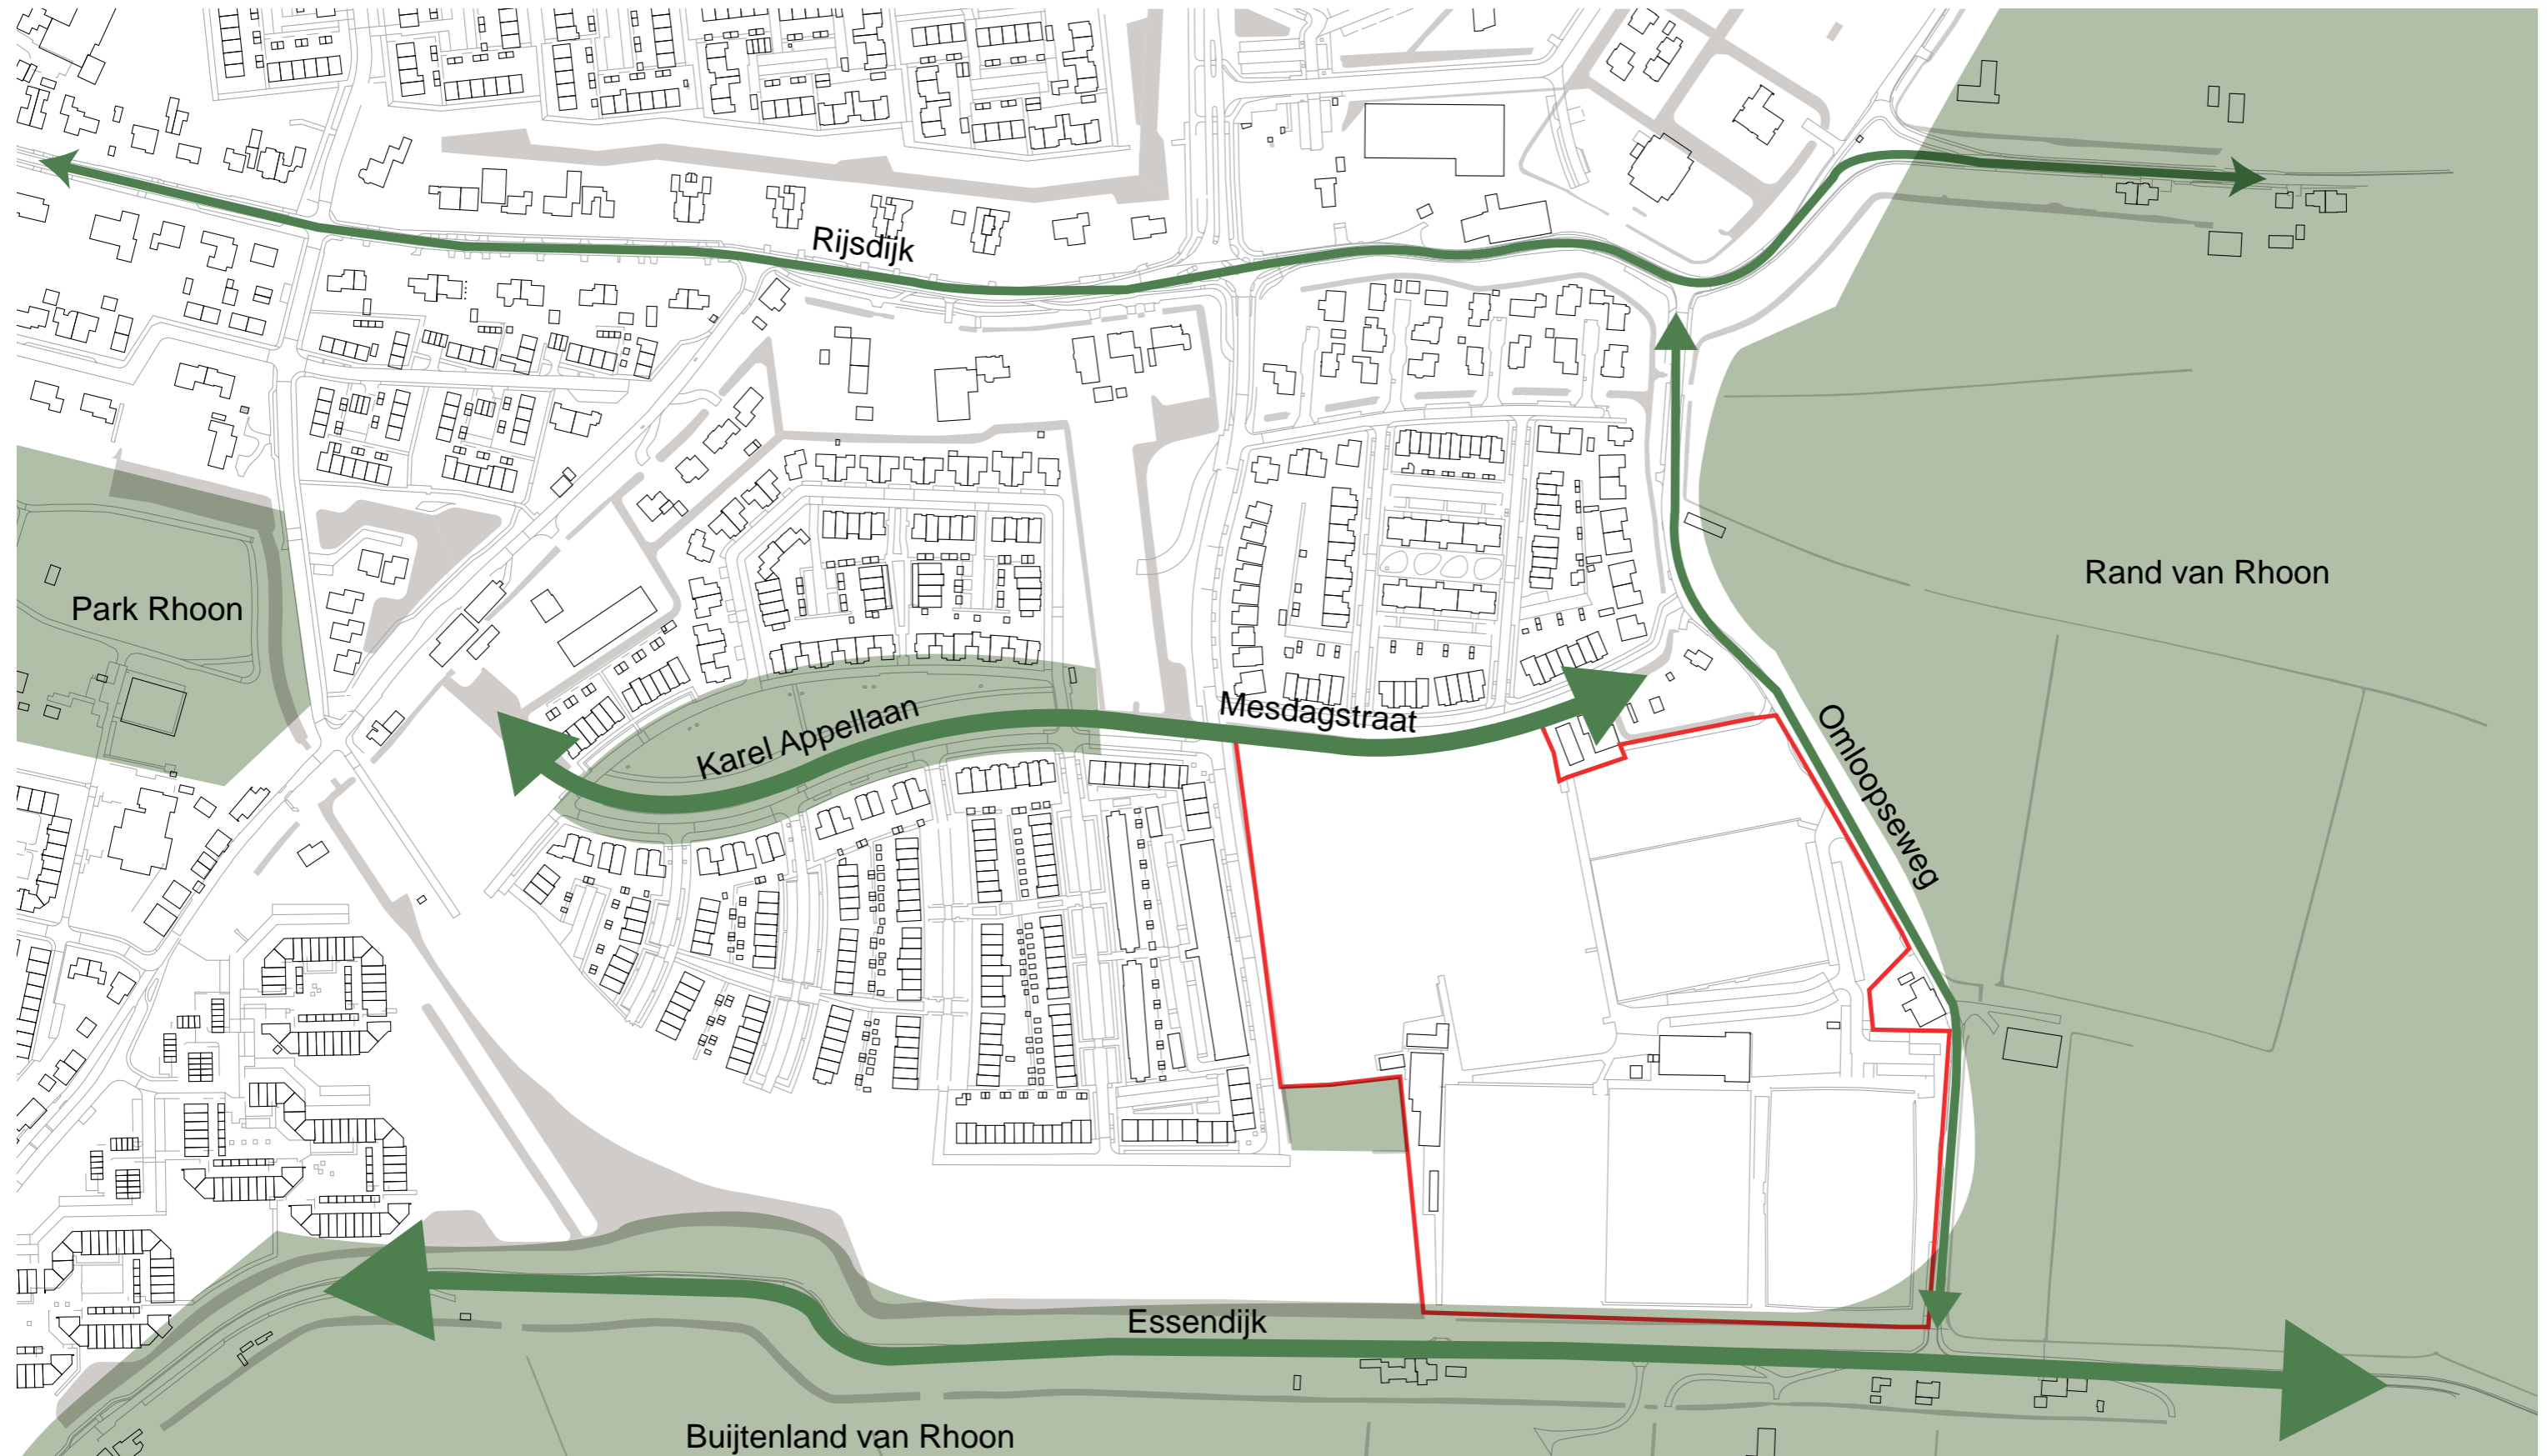 Rijsdijk
Rand van Rhoon
Park Rhoon
Karel Appellaan
Mesdagstraat
Omloopseweg
Essendijk
Buijtenland van Rhoon